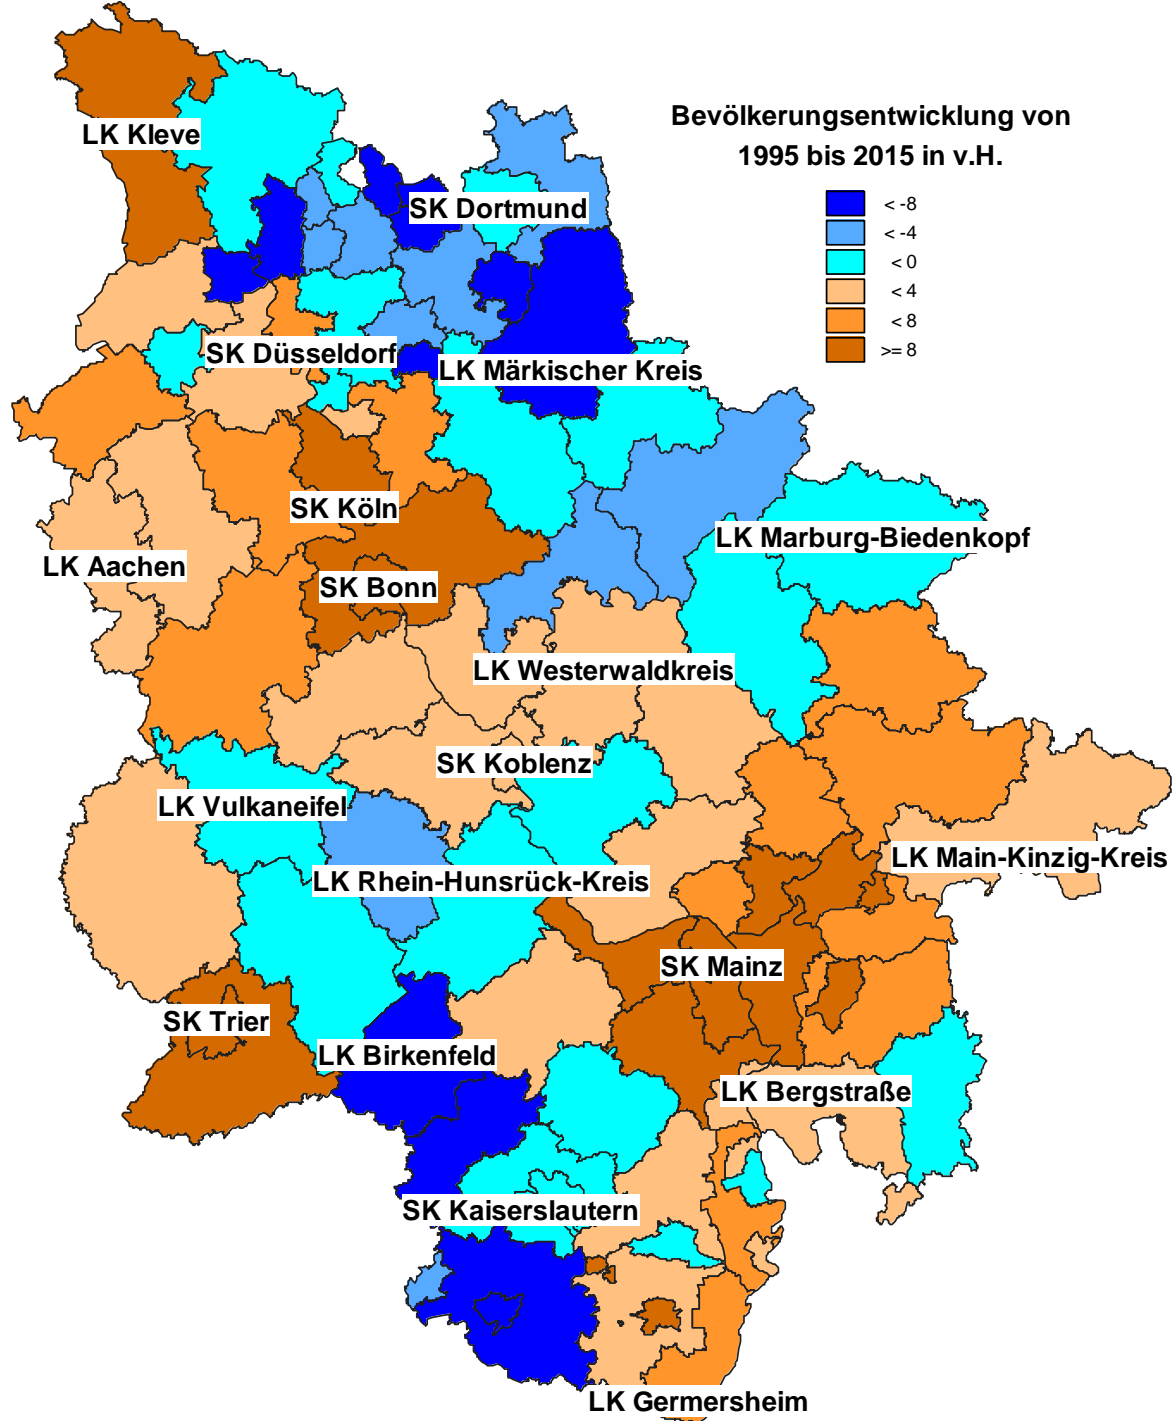 Bevölkerungsentwicklung von
1995 bis 2015 in v.H.
< -8
< -4
< 0
< 4
< 8
>= 8
LK Kleve
SK Dortmund
SK Düsseldorf
LK Märkischer Kreis
SK Köln
LK Marburg-Biedenkopf
LK Aachen
SK Bonn
LK Westerwaldkreis
SK Koblenz
LK Vulkaneifel
LK Main-Kinzig-Kreis
LK Rhein-Hunsrück-Kreis
SK Mainz
SK Trier
LK Birkenfeld
LK Bergstraße
SK Kaiserslautern
LK Germersheim